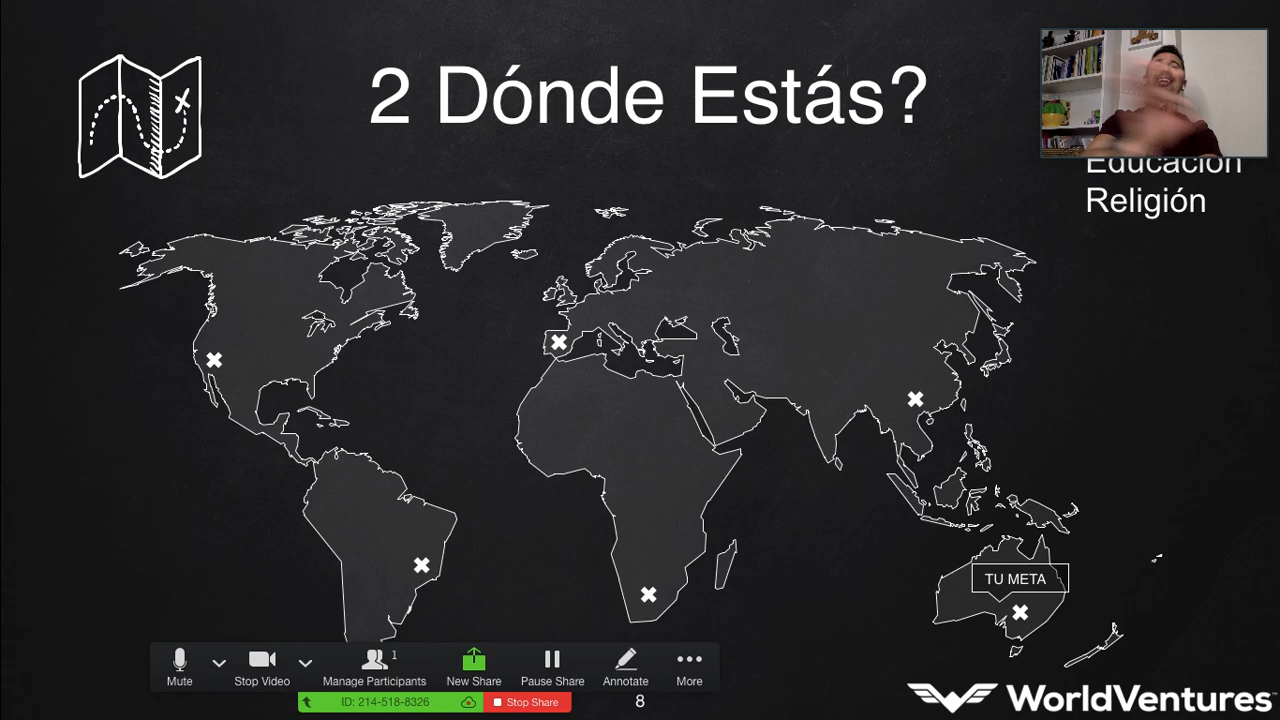 2 Dónde Estás?
Educación
Religión
TU META
1
Mute
Stop Video
Manage Participants
New Share
Pause Share
Annotate
More
ID: 214-518-8326
Stop Share
8
WorldVentures